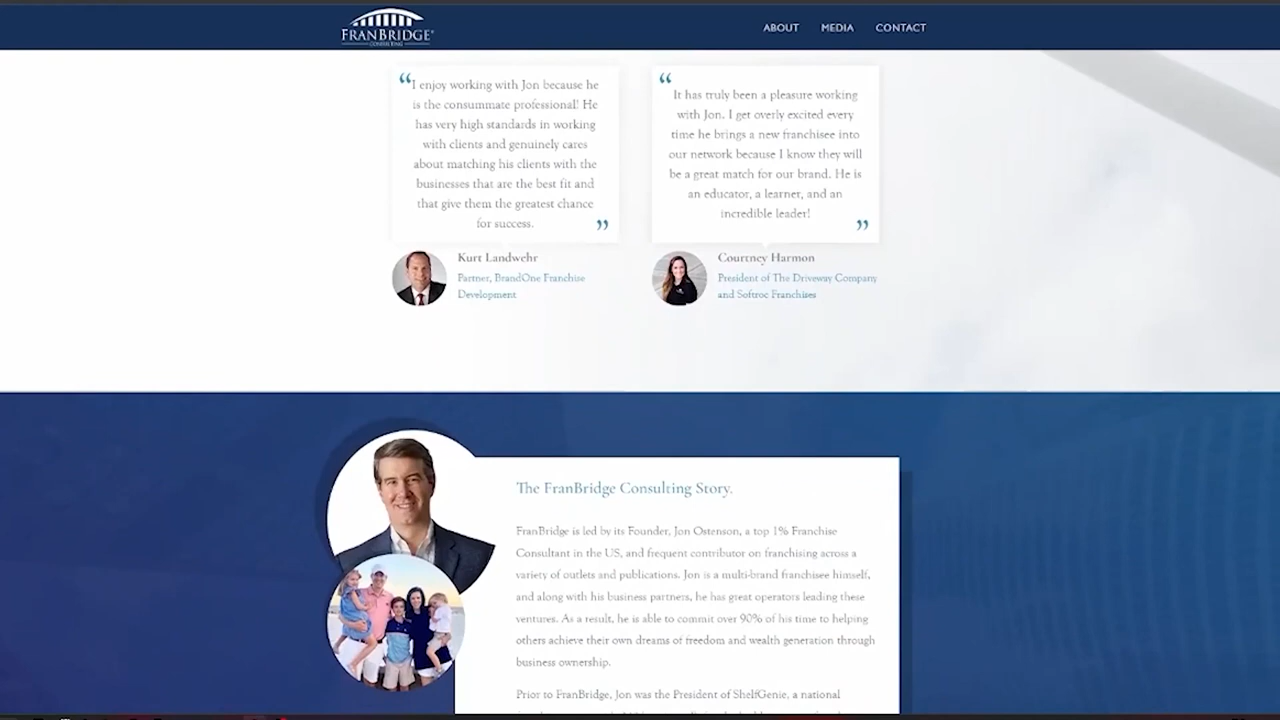 FRANBRIDGE
CONSULTING
ABOUT MEDIA CONTACT
“I enjoy working with Jon because he
is the consummate professional! He
has very high standards in working
with clients and genuinely cares
about matching his clients with the
businesses that are the best fit and
that give them the greatest chance
for success. ”
Kurt Landwehr
Partner, BrandOne Franchise
Development
“ It has truly been a pleasure working
with Jon. I get overly excited every
time he brings a new franchisee into
our network because I know they will
be a great match for our brand. He is
an educator, a learner, and an
incredible leader! ”
Courtney Harmon
President of The Driveway Company
and Softroc Franchises
The FranBridge Consulting Story.
FranBridge is led by its Founder, Jon Ostenson, a top 1% Franchise
Consultant in the US, and frequent contributor on franchising across a
variety of outlets and publications. Jon is a multi-brand franchisee himself,
and along with his business partners, he has great operators leading these
ventures. As a result, he is able to commit over 90% of his time to helping
others achieve their own dreams of freedom and wealth generation through
business ownership.
Prior to FranBridge, Jon was the President of ShelfGenie, a national